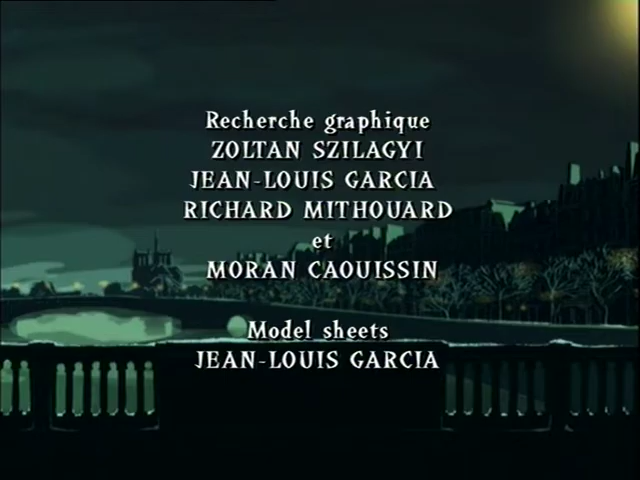 Recherche graphique
ZOLTAN SZILAGYI
JEAN-LOUIS GARCIA
RICHARD MITHOUARD
et
MORAN CAOUISSIN
Model sheets
JEAN-LOUIS GARCIA